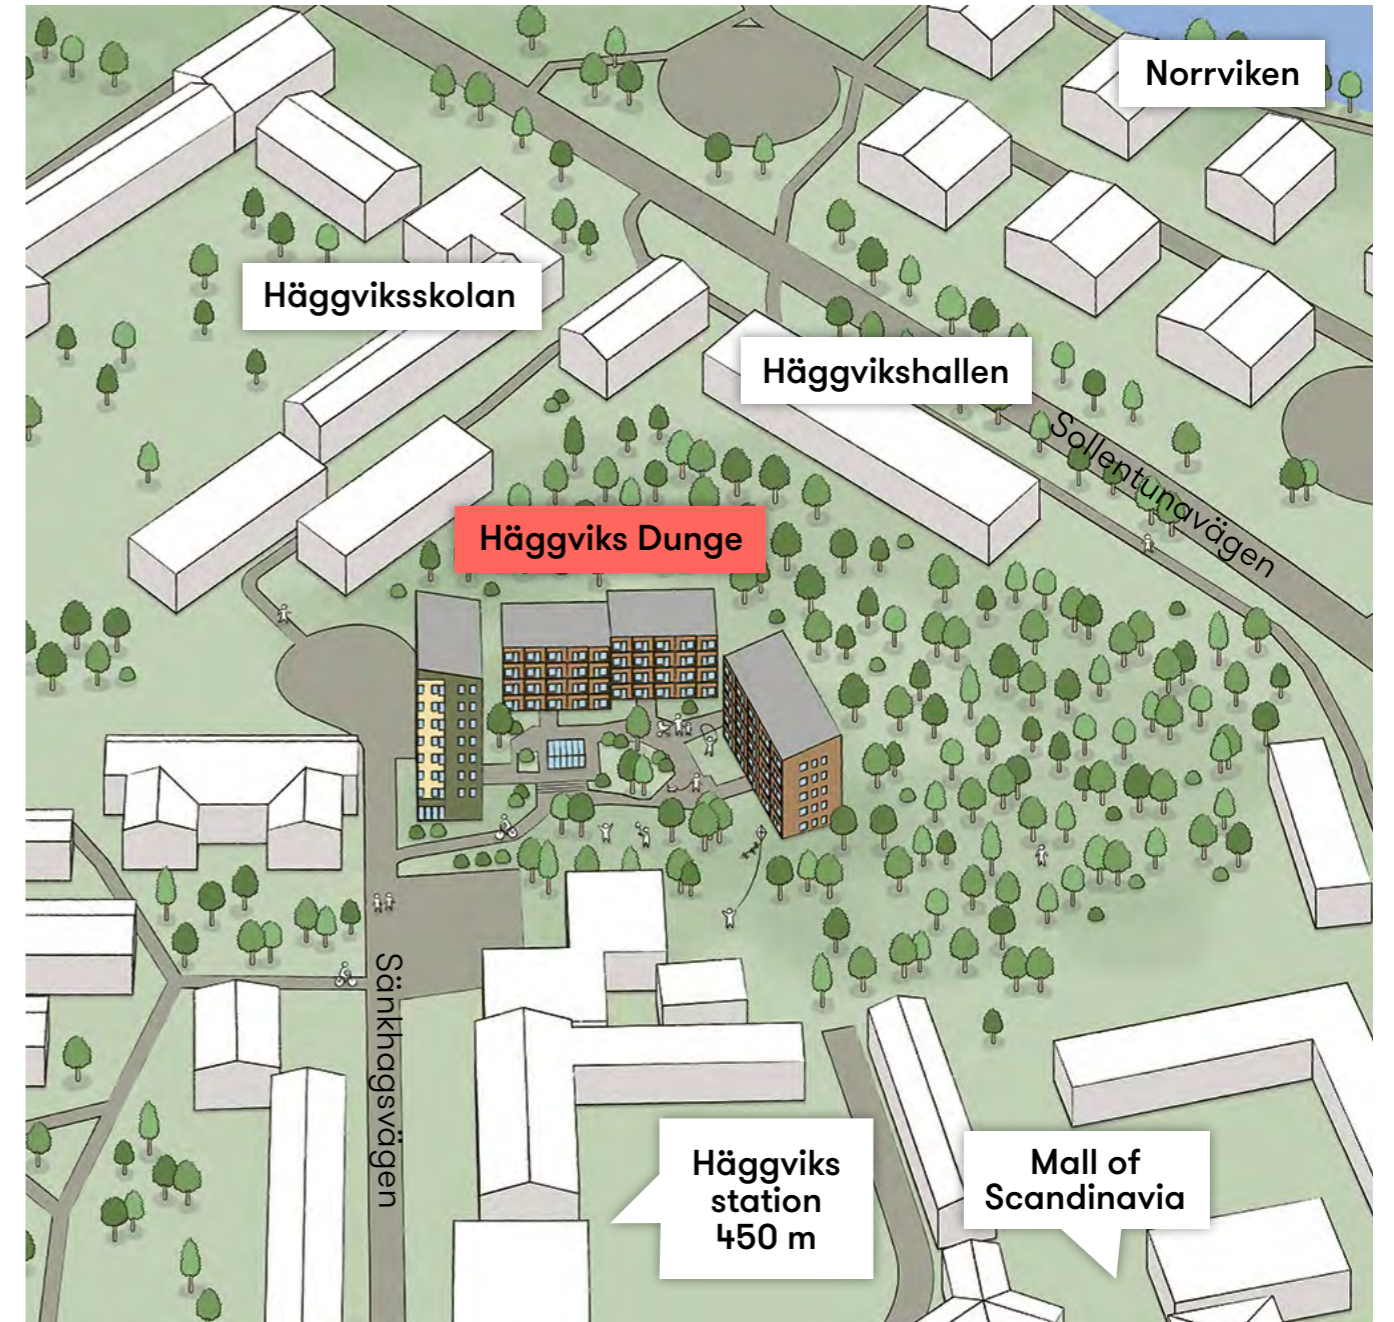 Norrviken
Häggviksskolan
Häggvikshallen
Sollentunavägen
Häggviks Dunge
Sänkhagsvägen
Häggviks
station
450 m
Mall of
Scandinavia